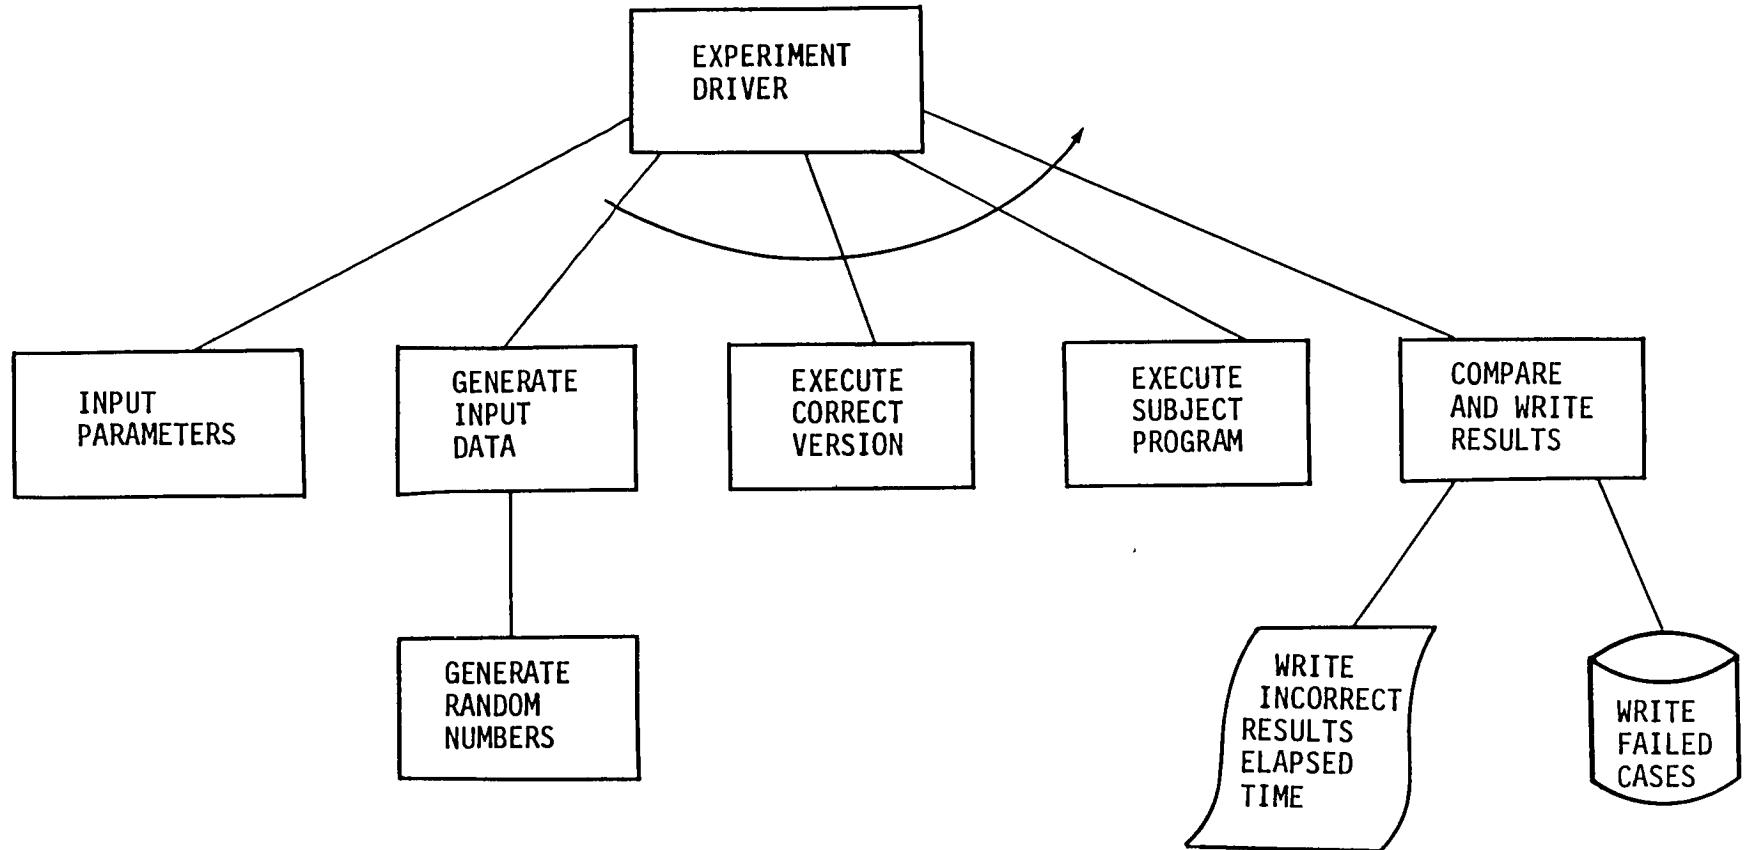 EXPERIMENT
DRIVER
INPUT
PARAMETERS
GENERATE
INPUT
DATA
EXECUTE
CORRECT
VERSION
EXECUTE
SUBJECT
PROGRAM
COMPARE
AND WRITE
RESULTS
GENERATE
RANDOM
NUMBERS
WRITE
INCORRECT
RESULTS
ELAPSED
TIME
WRITE
FAILED
CASES